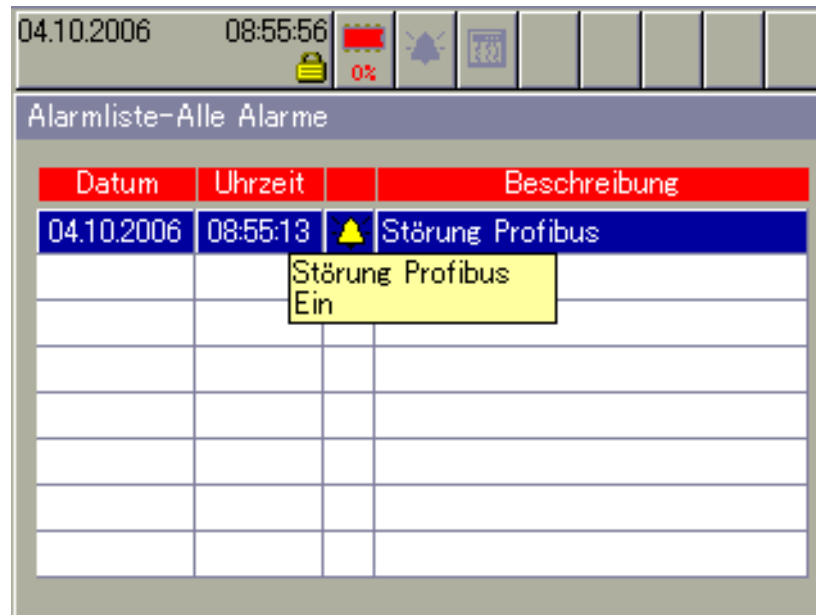 04.10.2006 08:55:56
0%
Alarmliste-Alle Alarme
Datum Uhrzeit Beschreibung
04.10.2006 08:55:13 Störung Profibus
Störung Profibus
Ein